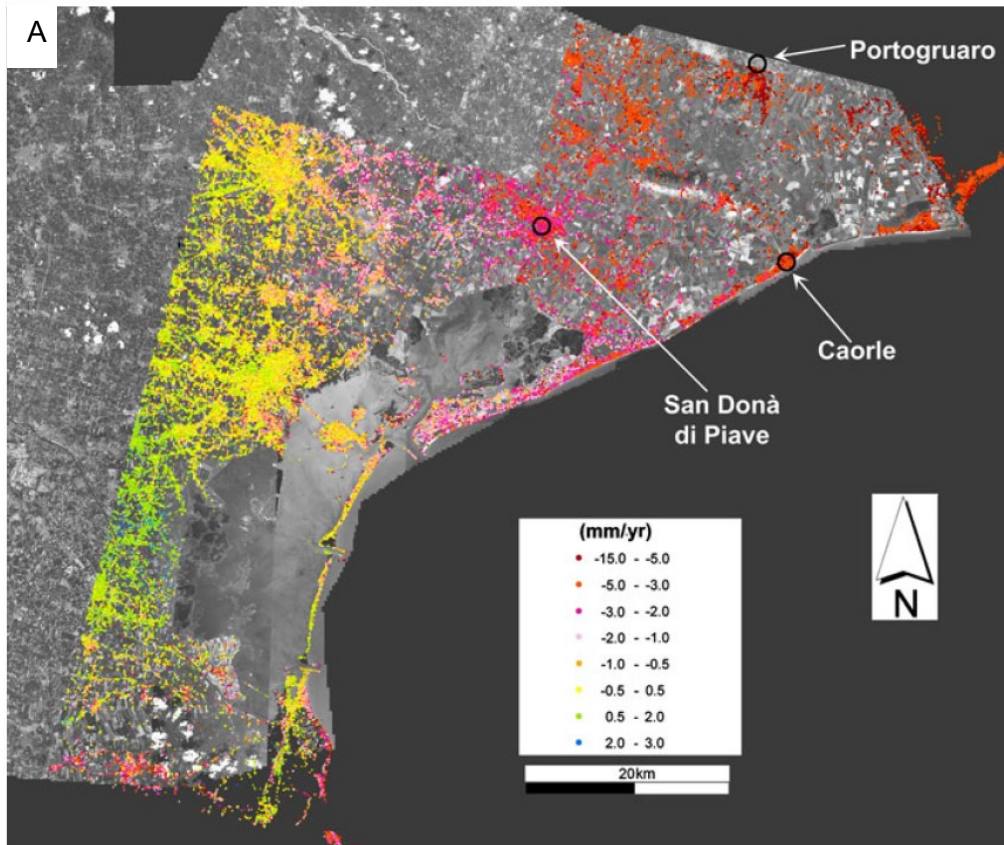 A
Portogruaro
Caorle
San Donà
di Piave
(mm/yr)
-15.0 - -5.0
-5.0 - -3.0
-3.0 - -2.0
-2.0 - -1.0
-1.0 - -0.5
-0.5 - 0.5
0.5 - 2.0
2.0 - 3.0
20km
N